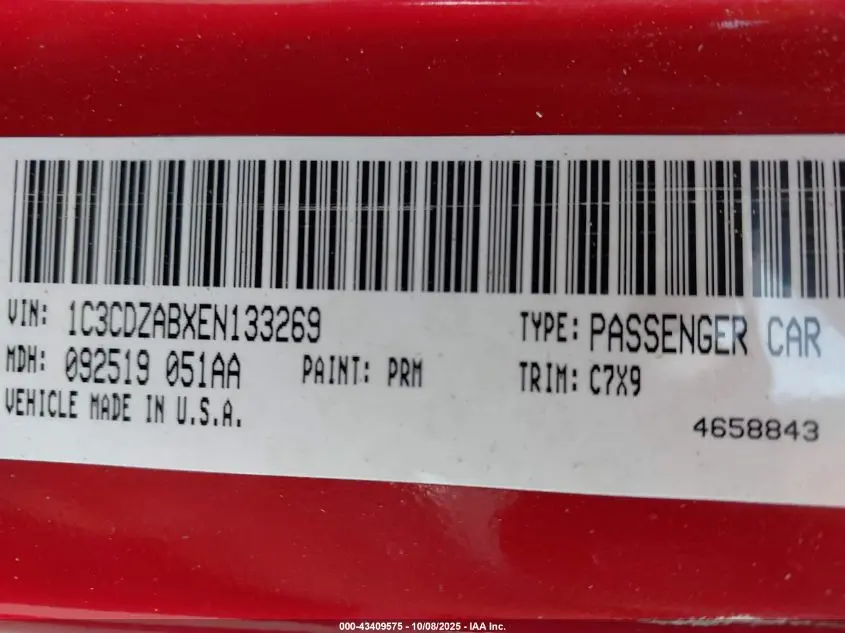 VIN: 1C3CDZABXEN133269 TYPE: PASSENGER CAR
MDH: 092519 051AA PAINT: PRM TRIM: C7X9
VEHICLE MADE IN U.S.A. 4658843
000-43409575 - 10/08/2025 - IAA Inc.